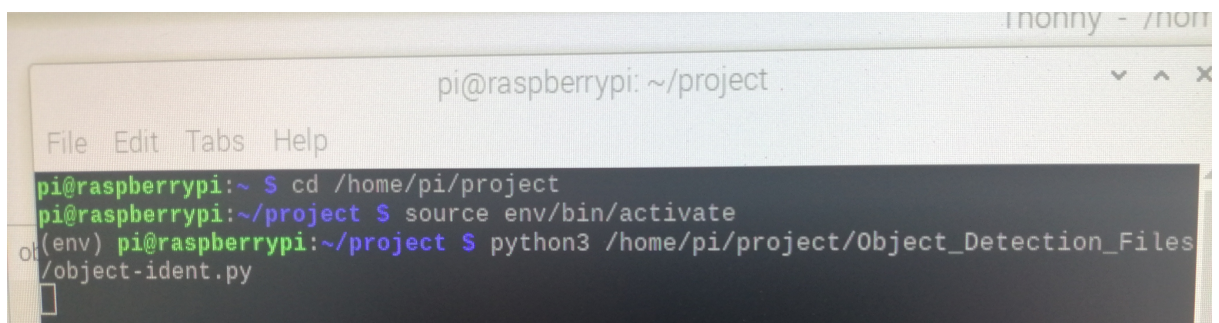 Thonny - /hom
pi@raspberrypi: ~/project
File Edit Tabs Help
pi@raspberrypi:~ $ cd /home/pi/project
pi@raspberrypi:~/project $ source env/bin/activate
(env) pi@raspberrypi:~/project $ python3 /home/pi/project/Object_Detection_Files
/object-ident.py
ob